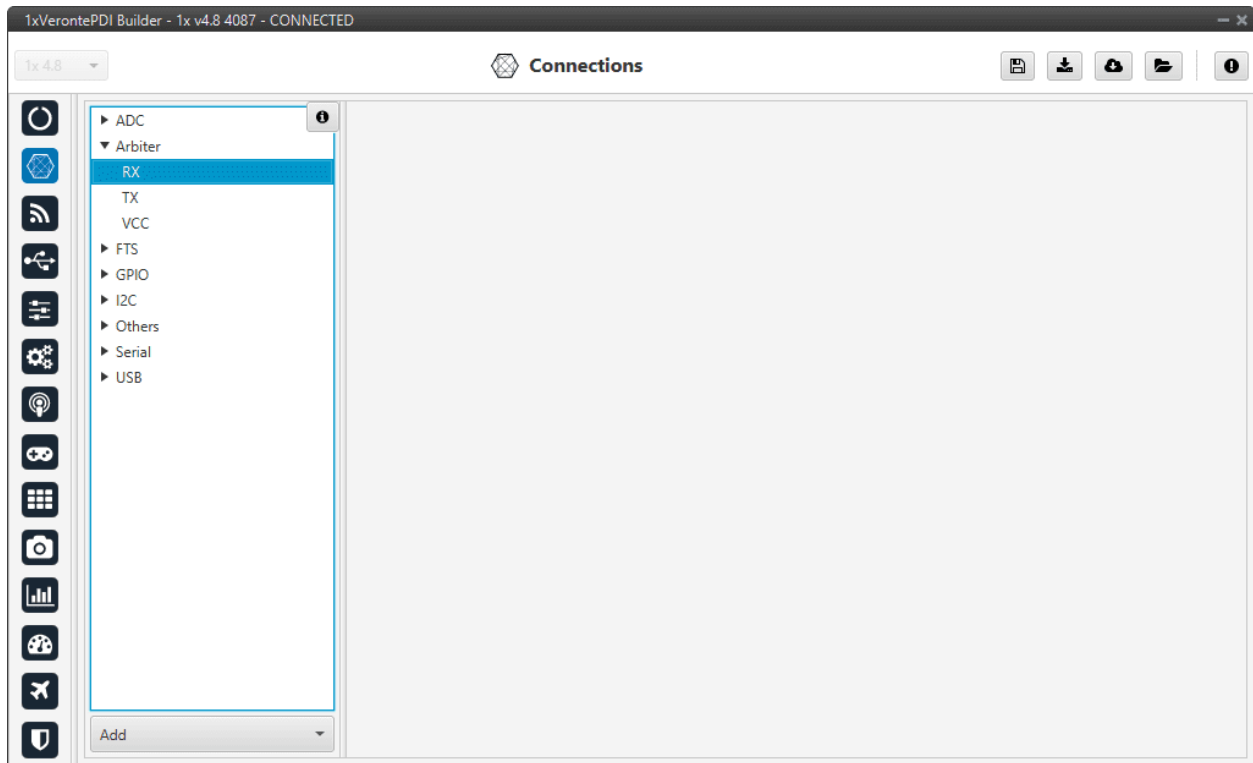 1xVerontePDI Builder - 1x v4.8 4087 - CONNECTED
1x 4.8
Connections
ADC
Arbiter
RX
TX
VCC
FTS
GPIO
I2C
Others
Serial
USB
Add